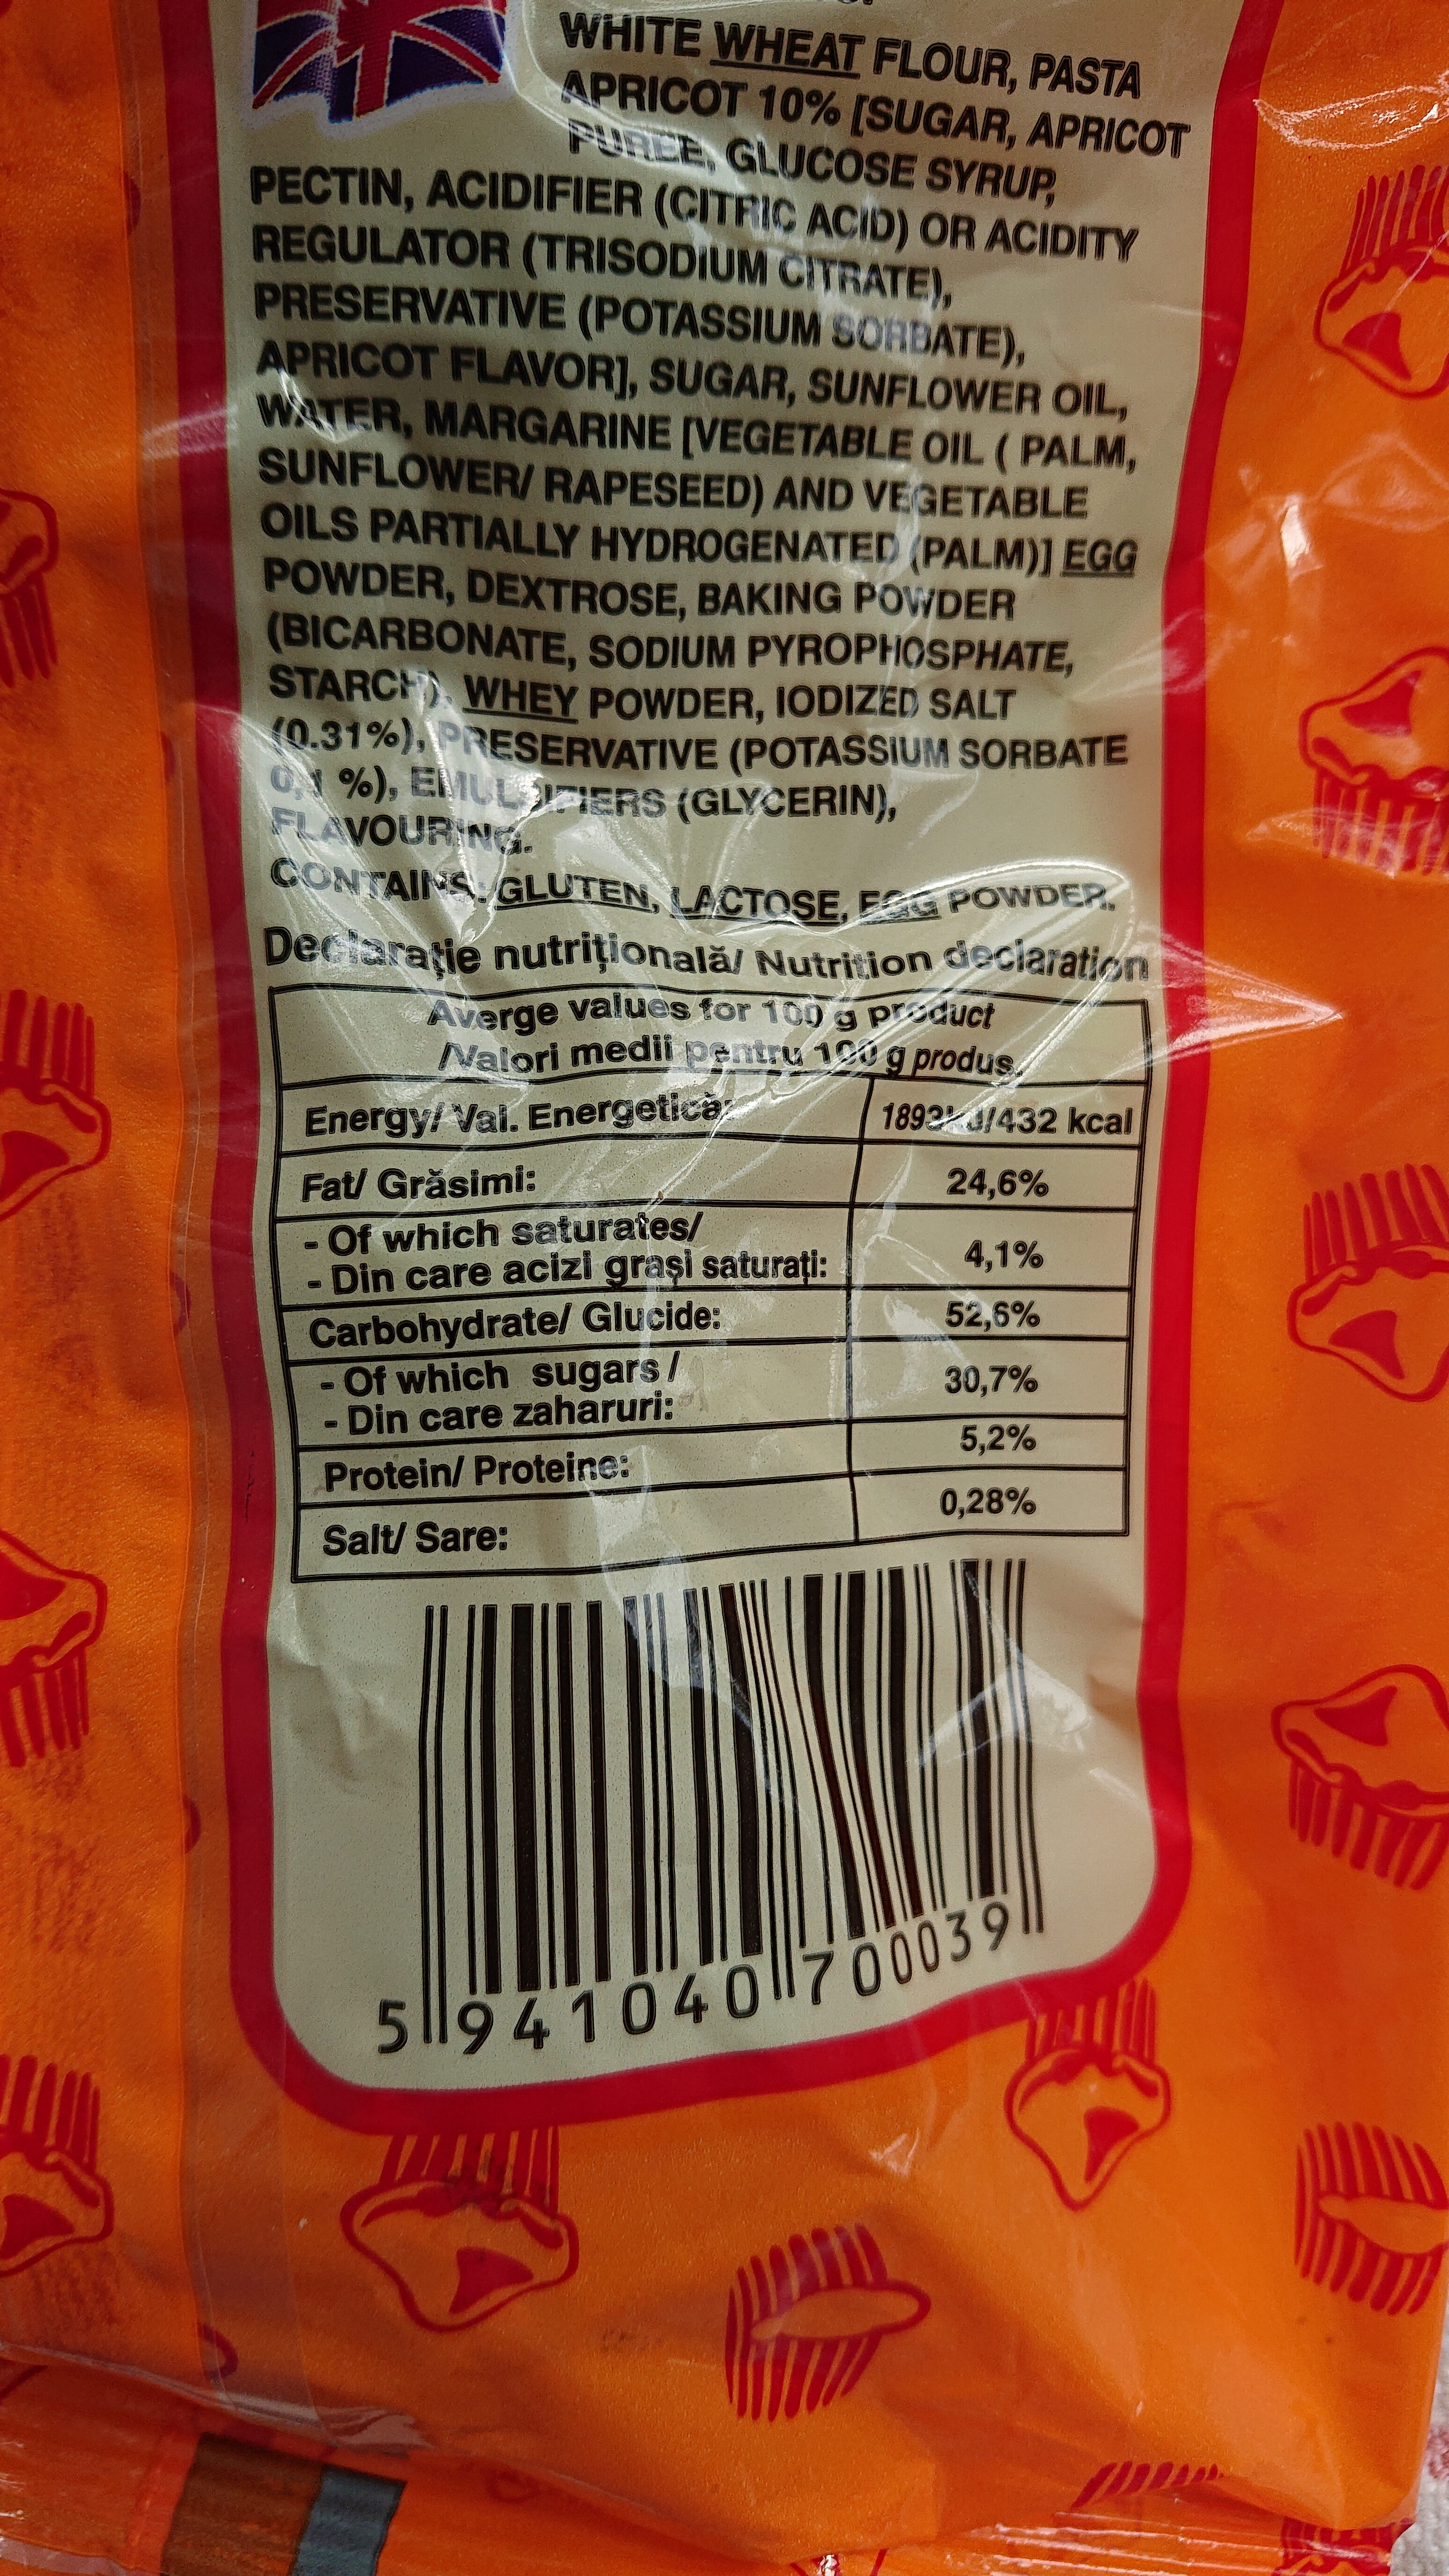 WHITE WHEAT FLOUR, PASTA
APRICOT 10% [SUGAR, APRICOT
PUREE, GLUCOSE SYRUP,
PECTIN, ACIDIFIER (CITRIC ACID) OR ACIDITY
REGULATOR (TRISODIUM CITRATE),
PRESERVATIVE (POTASSIUM SORBATE),
APRICOT FLAVOR], SUGAR, SUNFLOWER OIL,
WATER, MARGARINE [VEGETABLE OIL ( PALM,
SUNFLOWER/ RAPESEED) AND VEGETABLE
OILS PARTIALLY HYDROGENATED (PALM)] EGG
POWDER, DEXTROSE, BAKING POWDER
(BICARBONATE, SODIUM PYROPHOSPHATE,
STARCH), WHEY POWDER, IODIZED SALT
(0.31%), PRESERVATIVE (POTASSIUM SORBATE
0,1 %), EMULSIFIERS (GLYCERIN),
FLAVOURING.
CONTAINS: GLUTEN, LACTOSE, EGG POWDER.
Declarație nutrițională/ Nutrition declaration
Averge values for 100 g product
/Valori medii pentru 100 g produs.
Energy/ Val. Energetică: 1893kJ/432 kcal
Fat/ Grăsimi: 24,6%
- Of which saturates/
- Din care acizi grași saturați: 4,1%
Carbohydrate/ Glucide: 52,6%
- Of which sugars /
- Din care zaharuri: 30,7%
Protein/ Proteine: 5,2%
Salt/ Sare: 0,28%
5 941040 700039